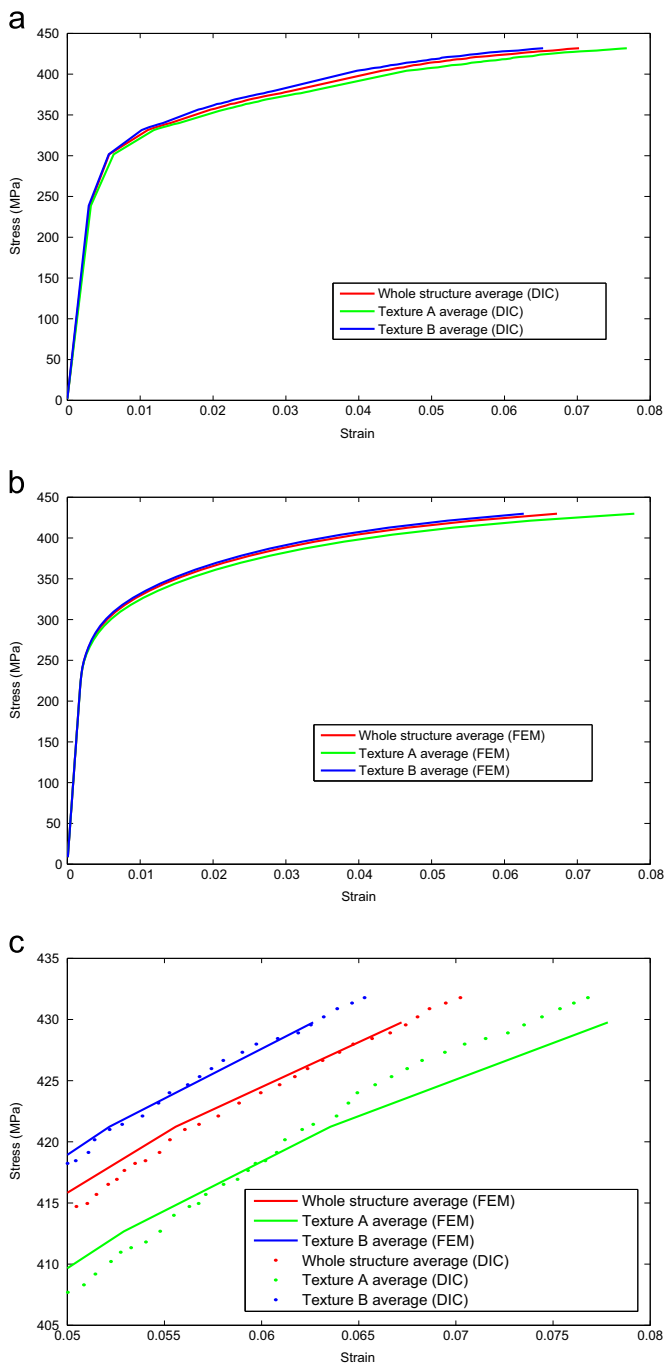 a
450
400
350
300
250
200
150
100
50
0
Stress (MPa)
Whole structure average (DIC)
Texture A average (DIC)
Texture B average (DIC)
0 0.01 0.02 0.03 0.04 0.05 0.06 0.07 0.08
Strain
b
450
400
350
300
250
200
150
100
50
0
Stress (MPa)
Whole structure average (FEM)
Texture A average (FEM)
Texture B average (FEM)
0 0.01 0.02 0.03 0.04 0.05 0.06 0.07 0.08
Strain
c
435
430
425
420
415
410
405
Stress (MPa)
Whole structure average (FEM)
Texture A average (FEM)
Texture B average (FEM)
Whole structure average (DIC)
Texture A average (DIC)
Texture B average (DIC)
0.05 0.055 0.06 0.065 0.07 0.075 0.08
Strain